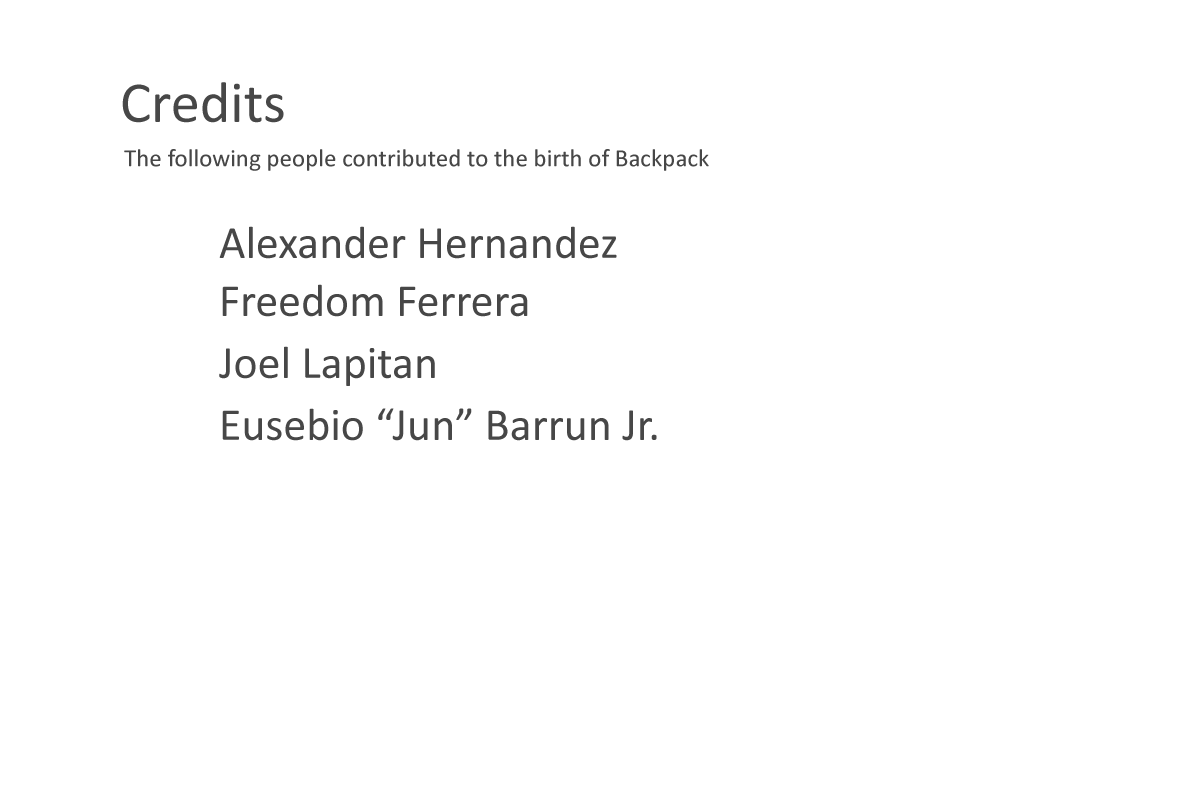 Credits
The following people contributed to the birth of Backpack
Alexander Hernandez
Freedom Ferrera
Joel Lapitan
Eusebio “Jun” Barrun Jr.